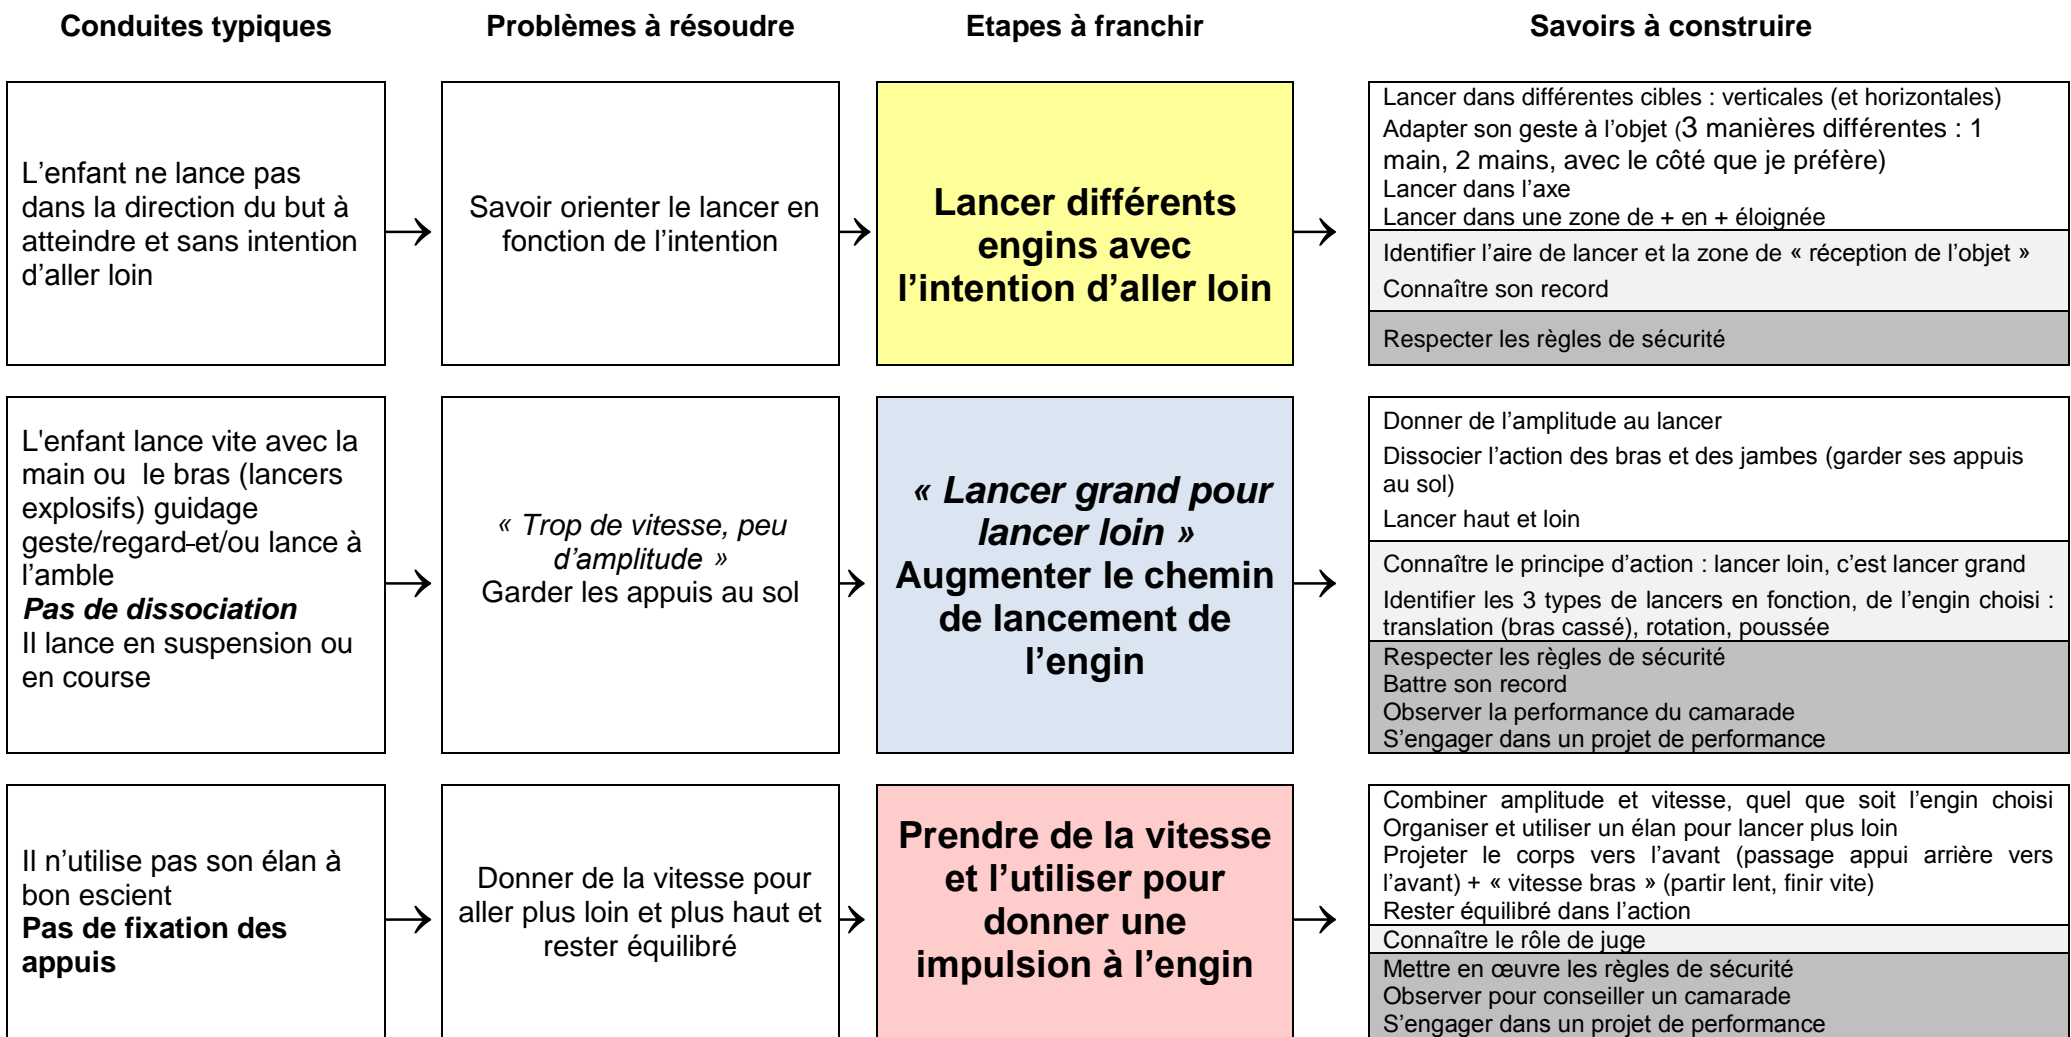 Conduites typiques
Problèmes à résoudre
Etapes à franchir
Savoirs à construire
L’enfant ne lance pas
dans la direction du but à
atteindre et sans intention
d’aller loin
Savoir orienter le lancer en
fonction de l’intention
Lancer différents
engins avec
l’intention d’aller loin
Lancer dans différentes cibles : verticales (et horizontales)
Adapter son geste à l’objet (3 manières différentes : 1
main, 2 mains, avec le côté que je préfère)
Lancer dans l’axe
Lancer dans une zone de + en + éloignée
Identifier l’aire de lancer et la zone de « réception de l’objet »
Connaître son record
Respecter les règles de sécurité
L'enfant lance vite avec la
main ou le bras (lancers
explosifs) guidage
geste/regard-et/ou lance à
l’amble
Pas de dissociation
Il lance en suspension ou
en course
« Trop de vitesse, peu
d’amplitude »
Garder les appuis au sol
« Lancer grand pour
lancer loin »
Augmenter le chemin
de lancement de
l’engin
Donner de l’amplitude au lancer
Dissocier l’action des bras et des jambes (garder ses appuis
au sol)
Lancer haut et loin
Connaître le principe d’action : lancer loin, c’est lancer grand
Identifier les 3 types de lancers en fonction, de l’engin choisi :
translation (bras cassé), rotation, poussée
Respecter les règles de sécurité
Battre son record
Observer la performance du camarade
S’engager dans un projet de performance
Il n’utilise pas son élan à
bon escient
Pas de fixation des
appuis
Donner de la vitesse pour
aller plus loin et plus haut et
rester équilibré
Prendre de la vitesse
et l’utiliser pour
donner une
impulsion à l’engin
Combiner amplitude et vitesse, quel que soit l’engin choisi
Organiser et utiliser un élan pour lancer plus loin
Projeter le corps vers l’avant (passage appui arrière vers
l’avant) + « vitesse bras » (partir lent, finir vite)
Rester équilibré dans l’action
Connaître le rôle de juge
Mettre en œuvre les règles de sécurité
Observer pour conseiller un camarade
S’engager dans un projet de performance